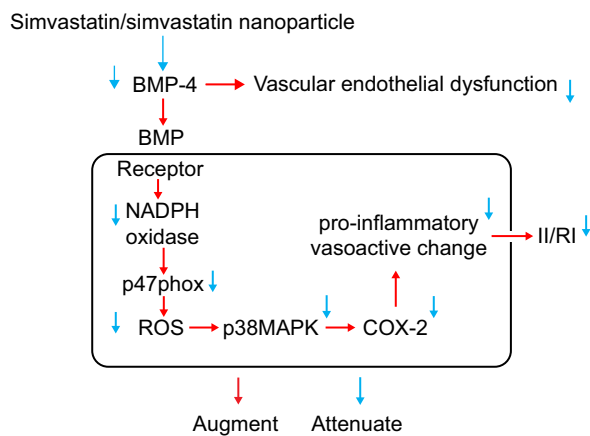 Simvastatin/simvastatin nanoparticle
BMP-4
Vascular endothelial dysfunction
BMP
Receptor
NADPH
oxidase
pro-inflammatory
vasoactive change
II/RI
p47phox
ROS
p38MAPK
COX-2
Augment
Attenuate